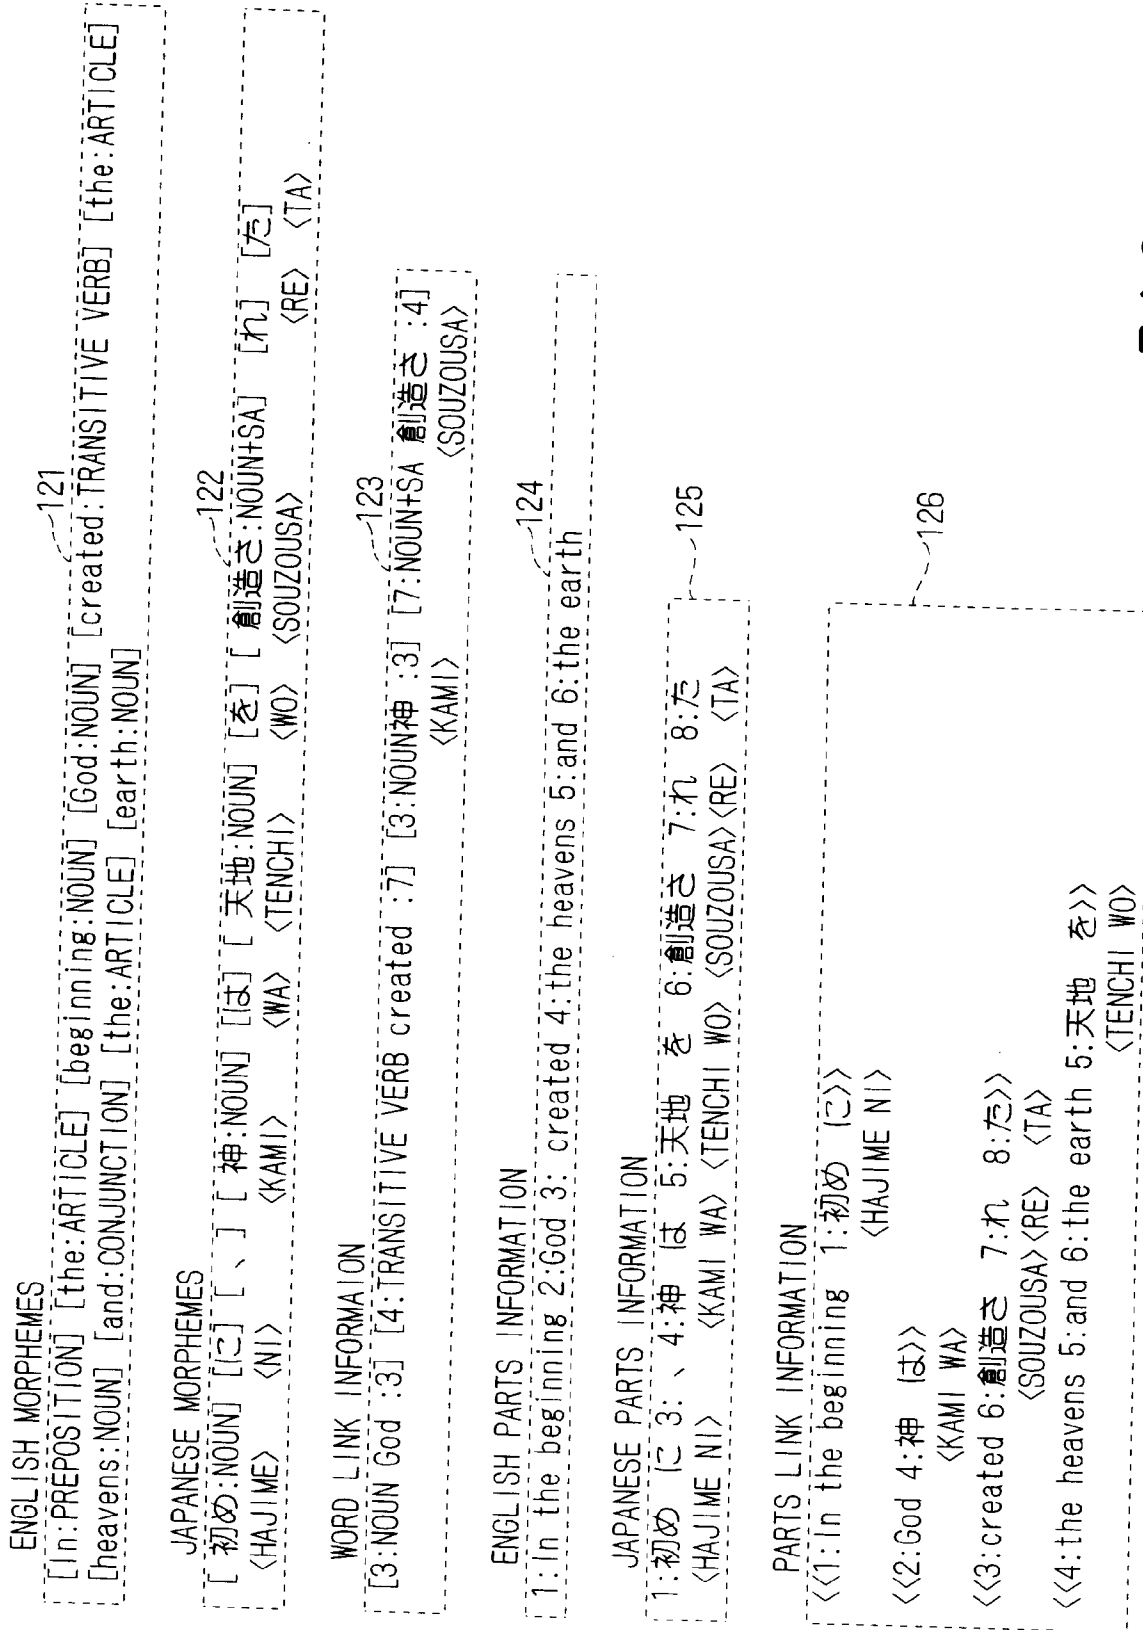 ENGLISH MORPHEMES
121
[In:PREPOSITION] [the:ARTICLE] [beginning:NOUN] [God:NOUN] [created:TRANSITIVE VERB] [the:ARTICLE]
[heavens:NOUN] [and:CONJUNCTION] [the:ARTICLE] [earth:NOUN]
JAPANESE MORPHEMES
122
[初め:NOUN] [に] [、] [神:NOUN] [は] [天地:NOUN] [を] [創造さ:NOUN+SA] [れ] [た]
<HAJIME> <NI> <KAMI> <WA> <TENCHI> <WO> <SOUZOUSA> <RE> <TA>
WORD LINK INFORMAION
123
[3:NOUN God :3] [4:TRANSITIVE VERB created :7] [3:NOUN神 :3] [7:NOUN+SA 創造さ :4]
<KAMI> <SOUZOUSA>
ENGLISH PARTS INFORMATION
124
1:In the beginning 2:God 3: created 4:the heavens 5:and 6:the earth
JAPANESE PARTS INFORMATION
125
1:初め に 3:、 4:神 は 5:天地 を 6:創造さ 7:れ 8:た
<HAJIME NI> <KAMI WA> <TENCHI WO> <SOUZOUSA><RE> <TA>
PARTS LINK INFORMATION
126
<<1:In the beginning 1:初め に>>
<HAJIME NI>
<<2:God 4:神 は>>
<KAMI WA>
<<3:created 6:創造さ 7:れ 8:た>>
<SOUZOUSA><RE> <TA>
<<4:the heavens 5:and 6:the earth 5:天地 を>>
<TENCHI WO>